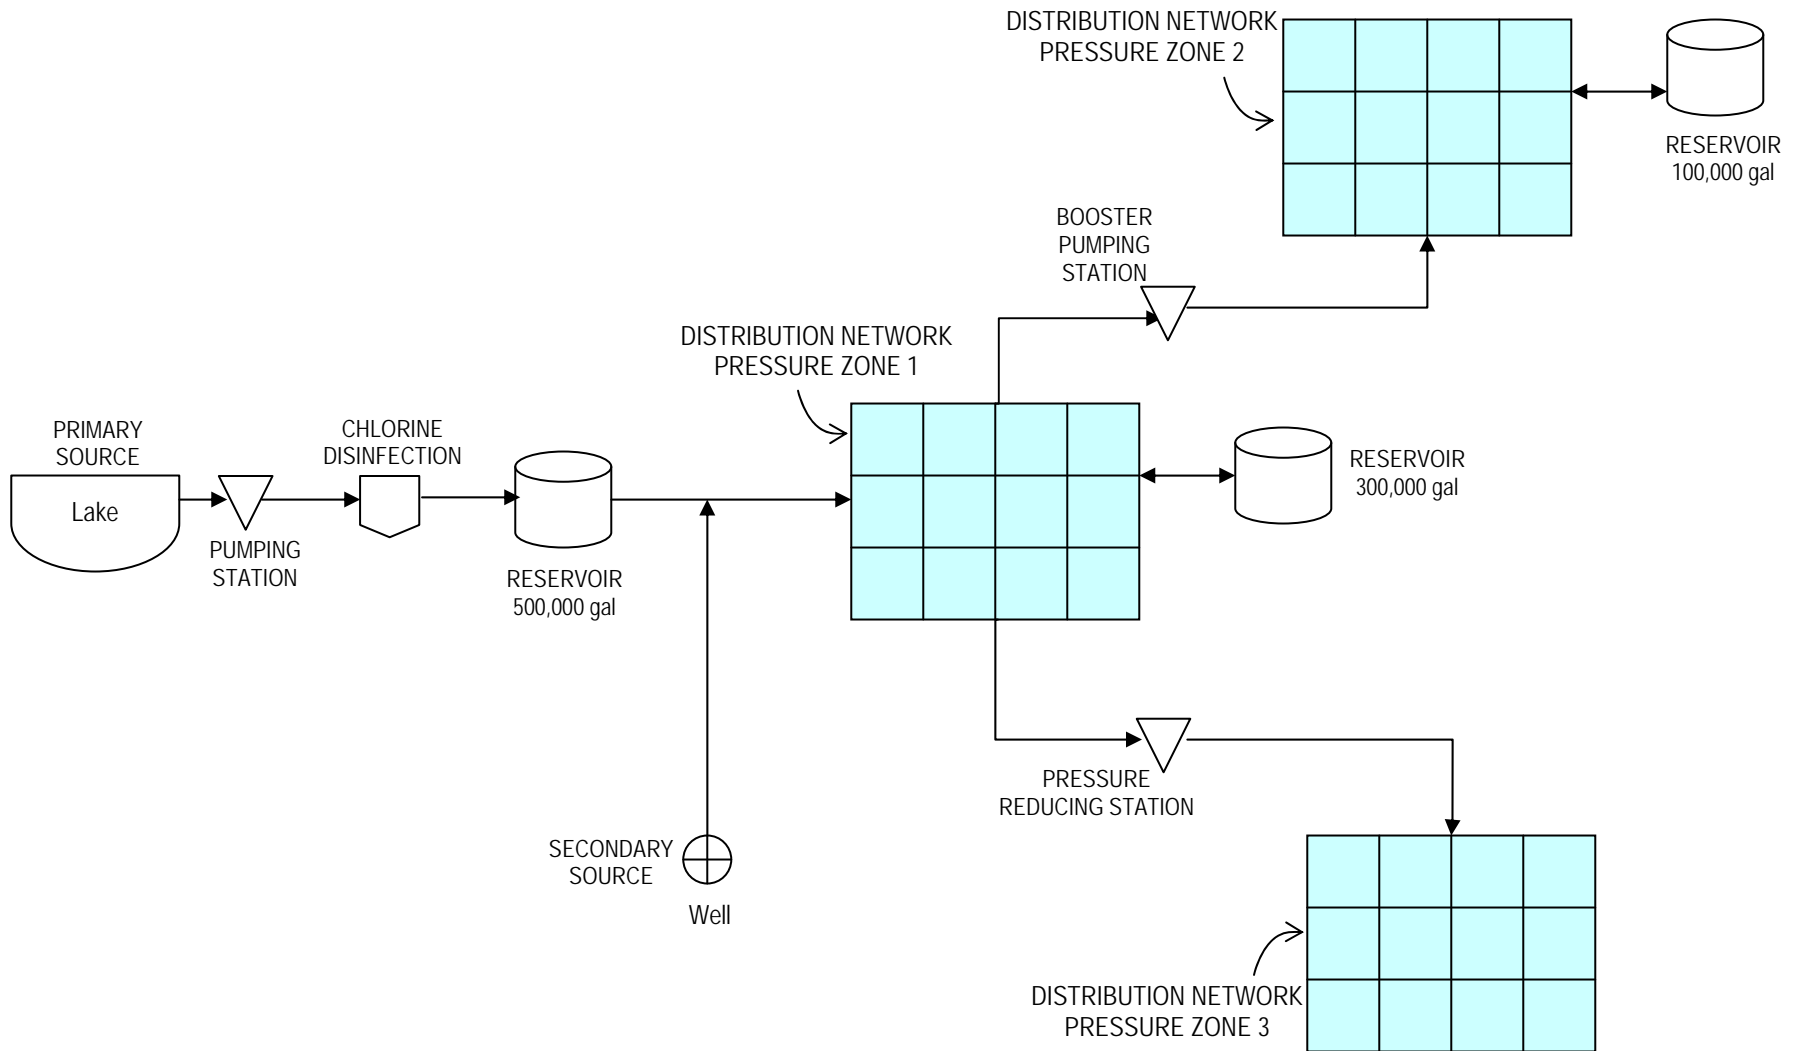 DISTRIBUTION NETWORK
PRESSURE ZONE 2
RESERVOIR
100,000 gal
BOOSTER
PUMPING
STATION
DISTRIBUTION NETWORK
PRESSURE ZONE 1
PRIMARY
SOURCE
Lake
PUMPING
STATION
CHLORINE
DISINFECTION
RESERVOIR
500,000 gal
RESERVOIR
300,000 gal
PRESSURE
REDUCING STATION
SECONDARY
SOURCE
Well
DISTRIBUTION NETWORK
PRESSURE ZONE 3